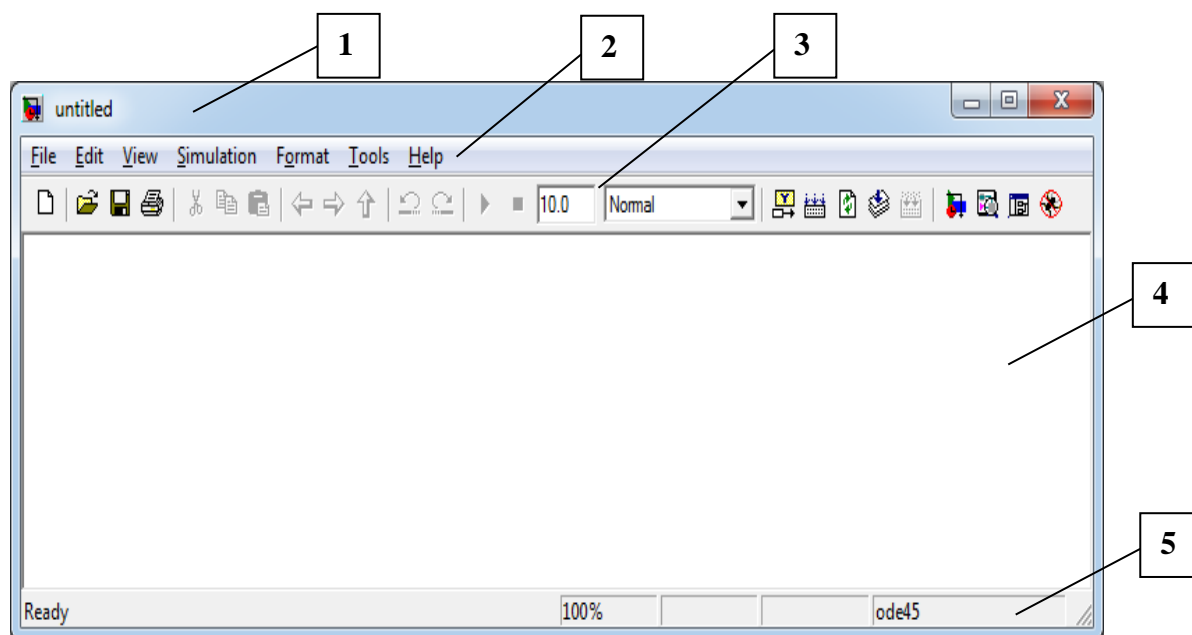 1 2 3
untitled
File Edit View Simulation Format Tools Help
10.0 Normal
4
5
Ready 100% ode45